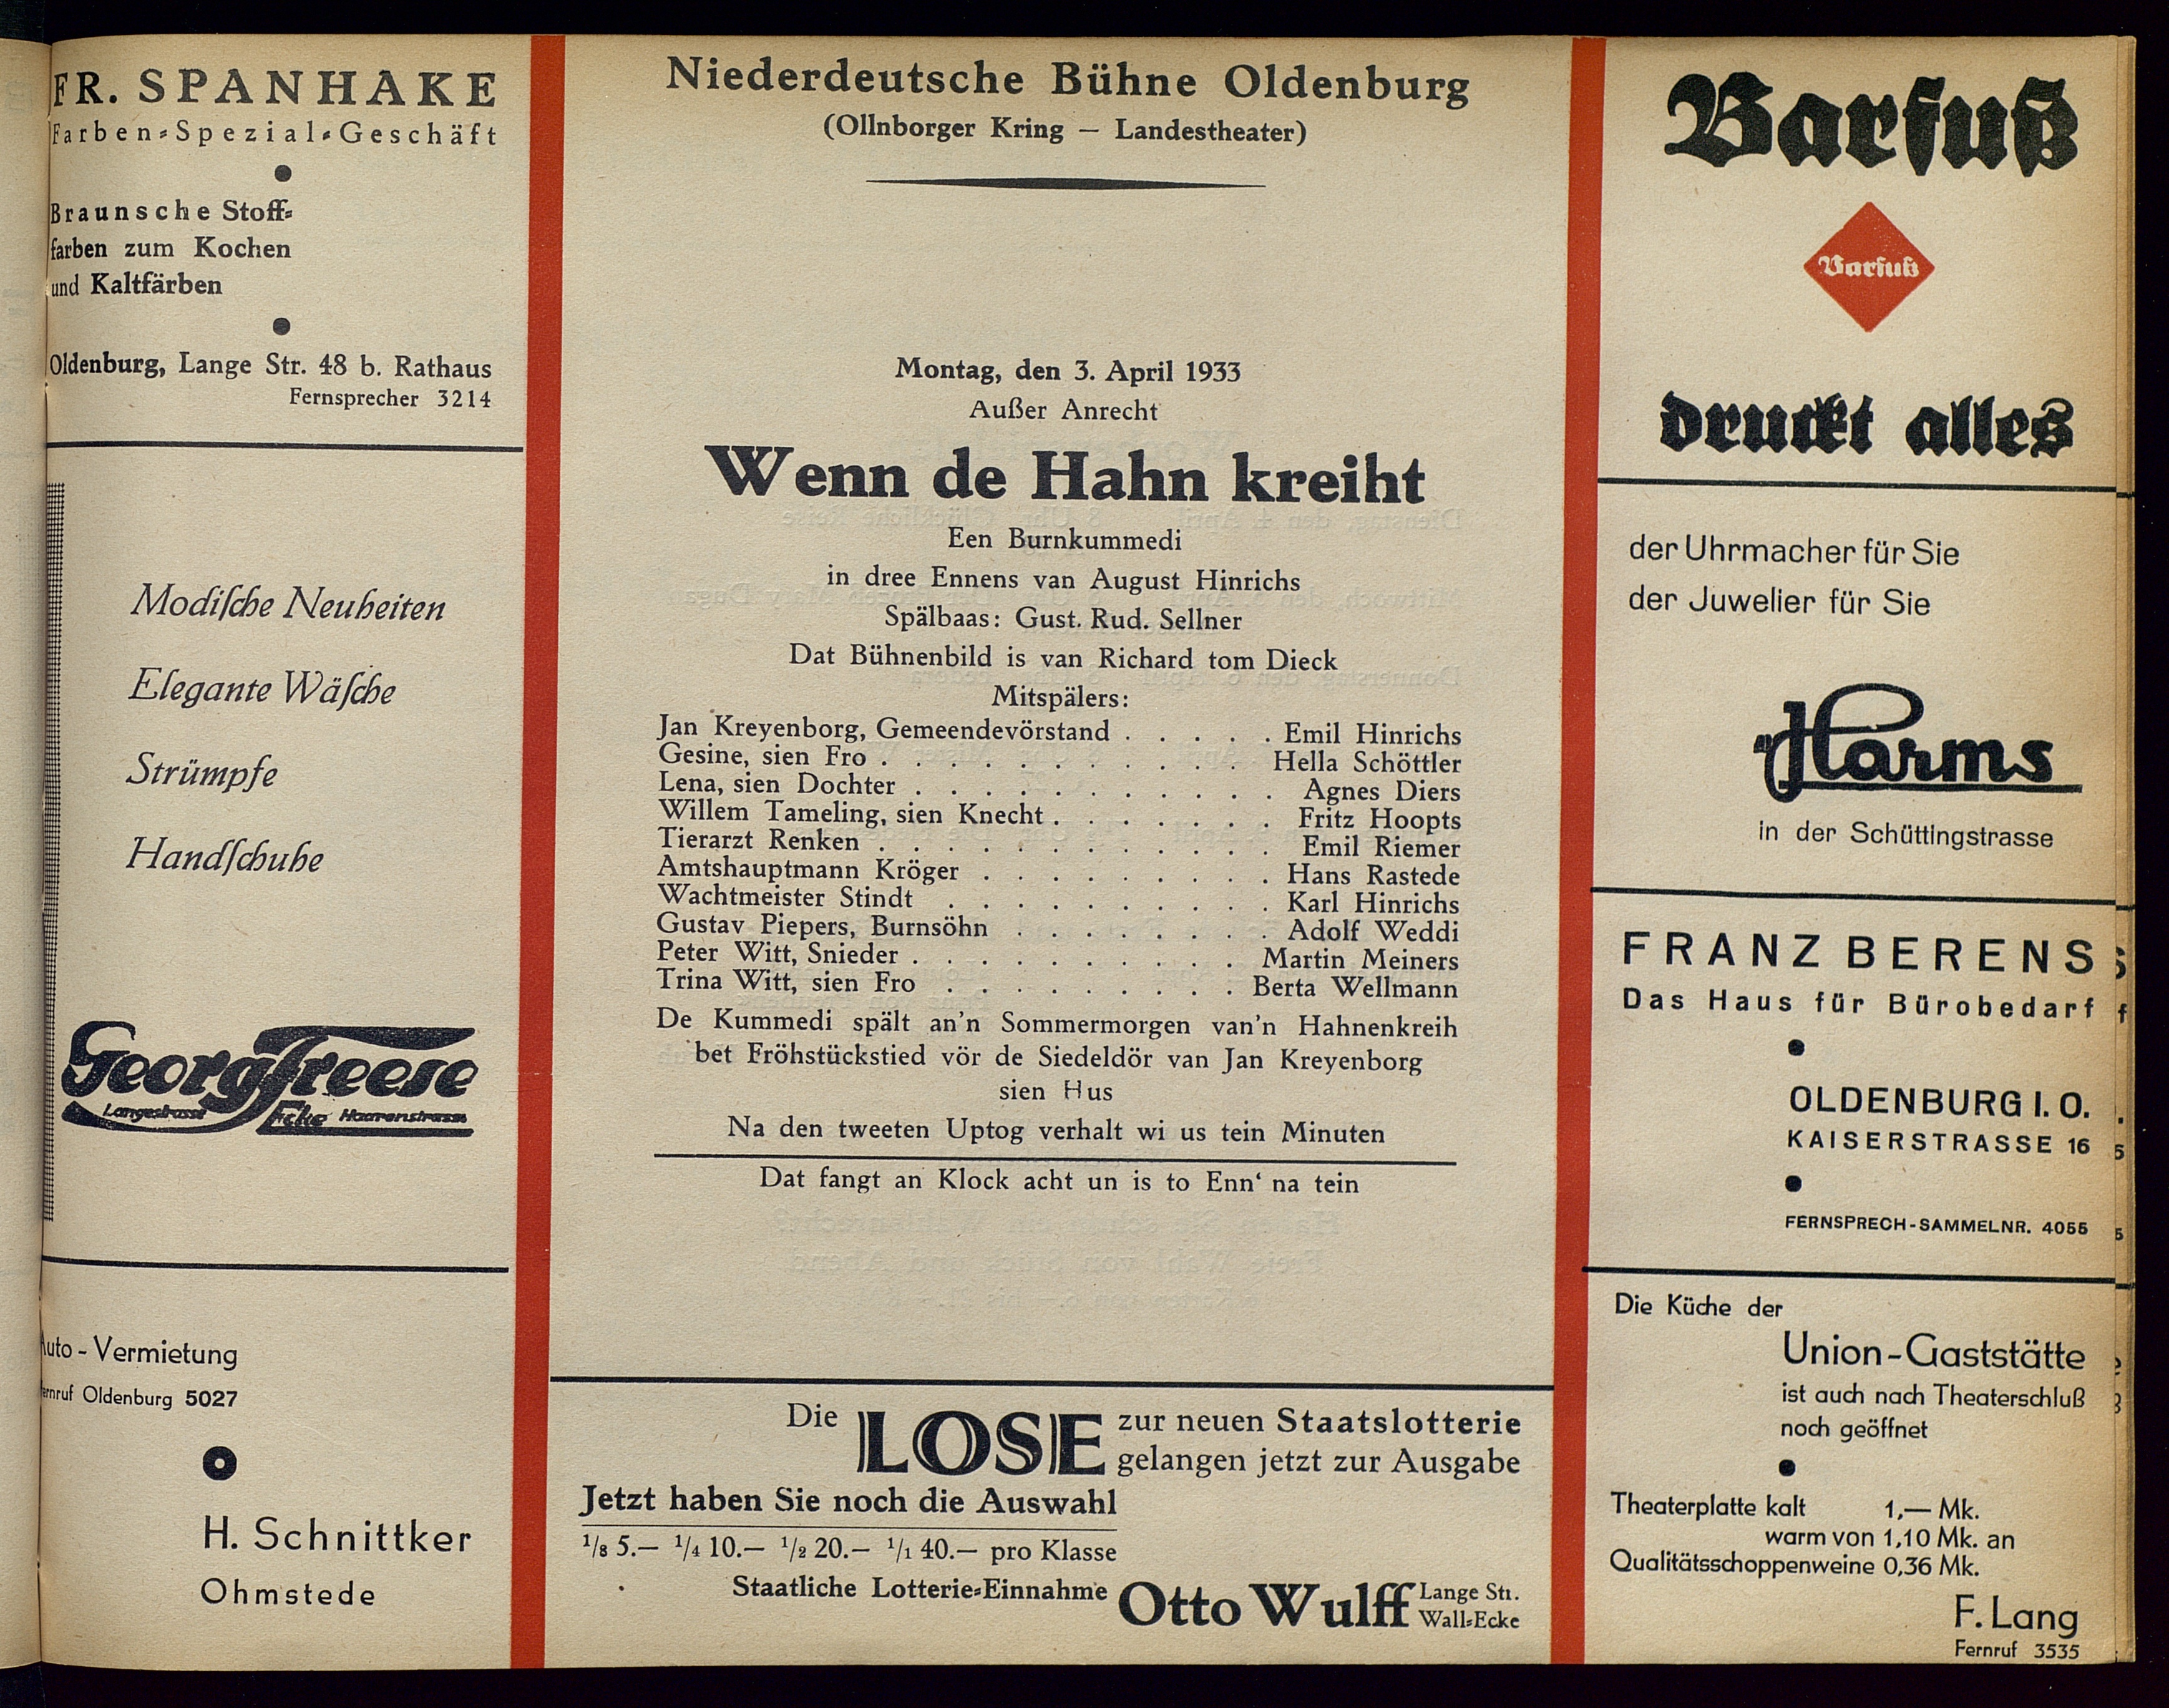 FR. SPANHAKE
Farben-Spezial-Geschäft
Braunsche Stoff-
farben zum Kochen
und Kaltfärben
Oldenburg, Lange Str. 48 b. Rathaus
Fernsprecher 3214
Modische Neuheiten
Elegante Wäsche
Strümpfe
Handschuhe
Georg Freese
Langestrasse Ecke Haarenstrasse
Auto-Vermietung
Fernruf Oldenburg 5027
H. Schnittker
Ohmstede
Niederdeutsche Bühne Oldenburg
(Ollnborger Kring — Landestheater)
Montag, den 3. April 1933
Außer Anrecht
Wenn de Hahn kreiht
Een Burnkummedi
in dree Ennens van August Hinrichs
Spälbaas: Gust. Rud. Sellner
Dat Bühnenbild is van Richard tom Dieck
Mitspälers:
Jan Kreyenborg, Gemeendevörstand . . . . . Emil Hinrichs
Gesine, sien Fro . . . . . . . . . . . Hella Schöttler
Lena, sien Dochter . . . . . . . . . . . Agnes Diers
Willem Tameling, sien Knecht . . . . . . . Fritz Hoopts
Tierarzt Renken . . . . . . . . . . . . Emil Riemer
Amtshauptmann Kröger . . . . . . . . . Hans Rastede
Wachtmeister Stindt . . . . . . . . . . Karl Hinrichs
Gustav Piepers, Burnsöhn . . . . . . . . Adolf Weddi
Peter Witt, Snieder . . . . . . . . . . Martin Meiners
Trina Witt, sien Fro . . . . . . . . . Berta Wellmann
De Kummedi spält an'n Sommermorgen van'n Hahnenkreih
bet Fröhstückstied vör de Siedeldör van Jan Kreyenborg
sien Hus
Na den tweeten Uptog verhalt wi us tein Minuten
Dat fangt an Klock acht un is to Enn' na tein
Die LOSE zur neuen Staatslotterie
gelangen jetzt zur Ausgabe
Jetzt haben Sie noch die Auswahl
1/8 5.— 1/4 10.— 1/2 20.— 1/1 40.— pro Klasse
Staatliche Lotterie-Einnahme Otto Wulff Lange Str.
Wall-Ecke
Barfuß
Barfuß
druckt alles
der Uhrmacher für Sie
der Juwelier für Sie
Harms
in der Schüttingstrasse
FRANZ BERENS
Das Haus für Bürobedarf
OLDENBURG I. O.
KAISERSTRASSE 16
FERNSPRECH-SAMMELNR. 4055
Die Küche der
Union-Gaststätte
ist auch nach Theaterschluß
noch geöffnet
Theaterplatte kalt 1,— Mk.
warm von 1,10 Mk. an
Qualitätsschoppenweine 0,36 Mk.
F. Lang
Fernruf 3535